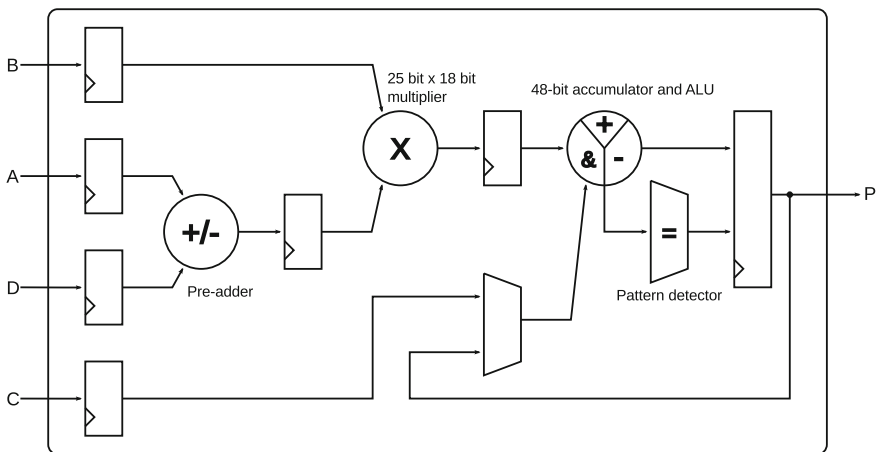 B
25 bit x 18 bit
multiplier
48-bit accumulator and ALU
X
+
& -
A
+/-
P
=
D
Pre-adder
Pattern detector
C